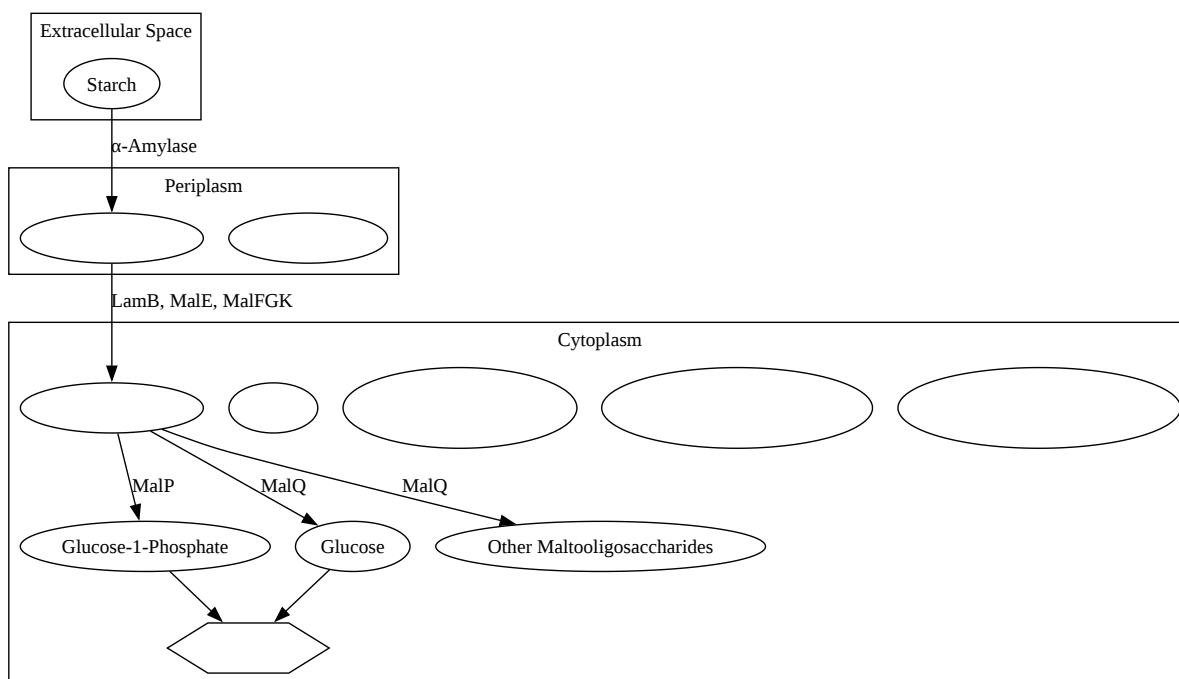 Extracellular Space
Starch
α-Amylase
Periplasm
LamB, MalE, MalFGK
Cytoplasm
MalP
MalQ
MalQ
Glucose-1-Phosphate
Glucose
Other Maltooligosaccharides